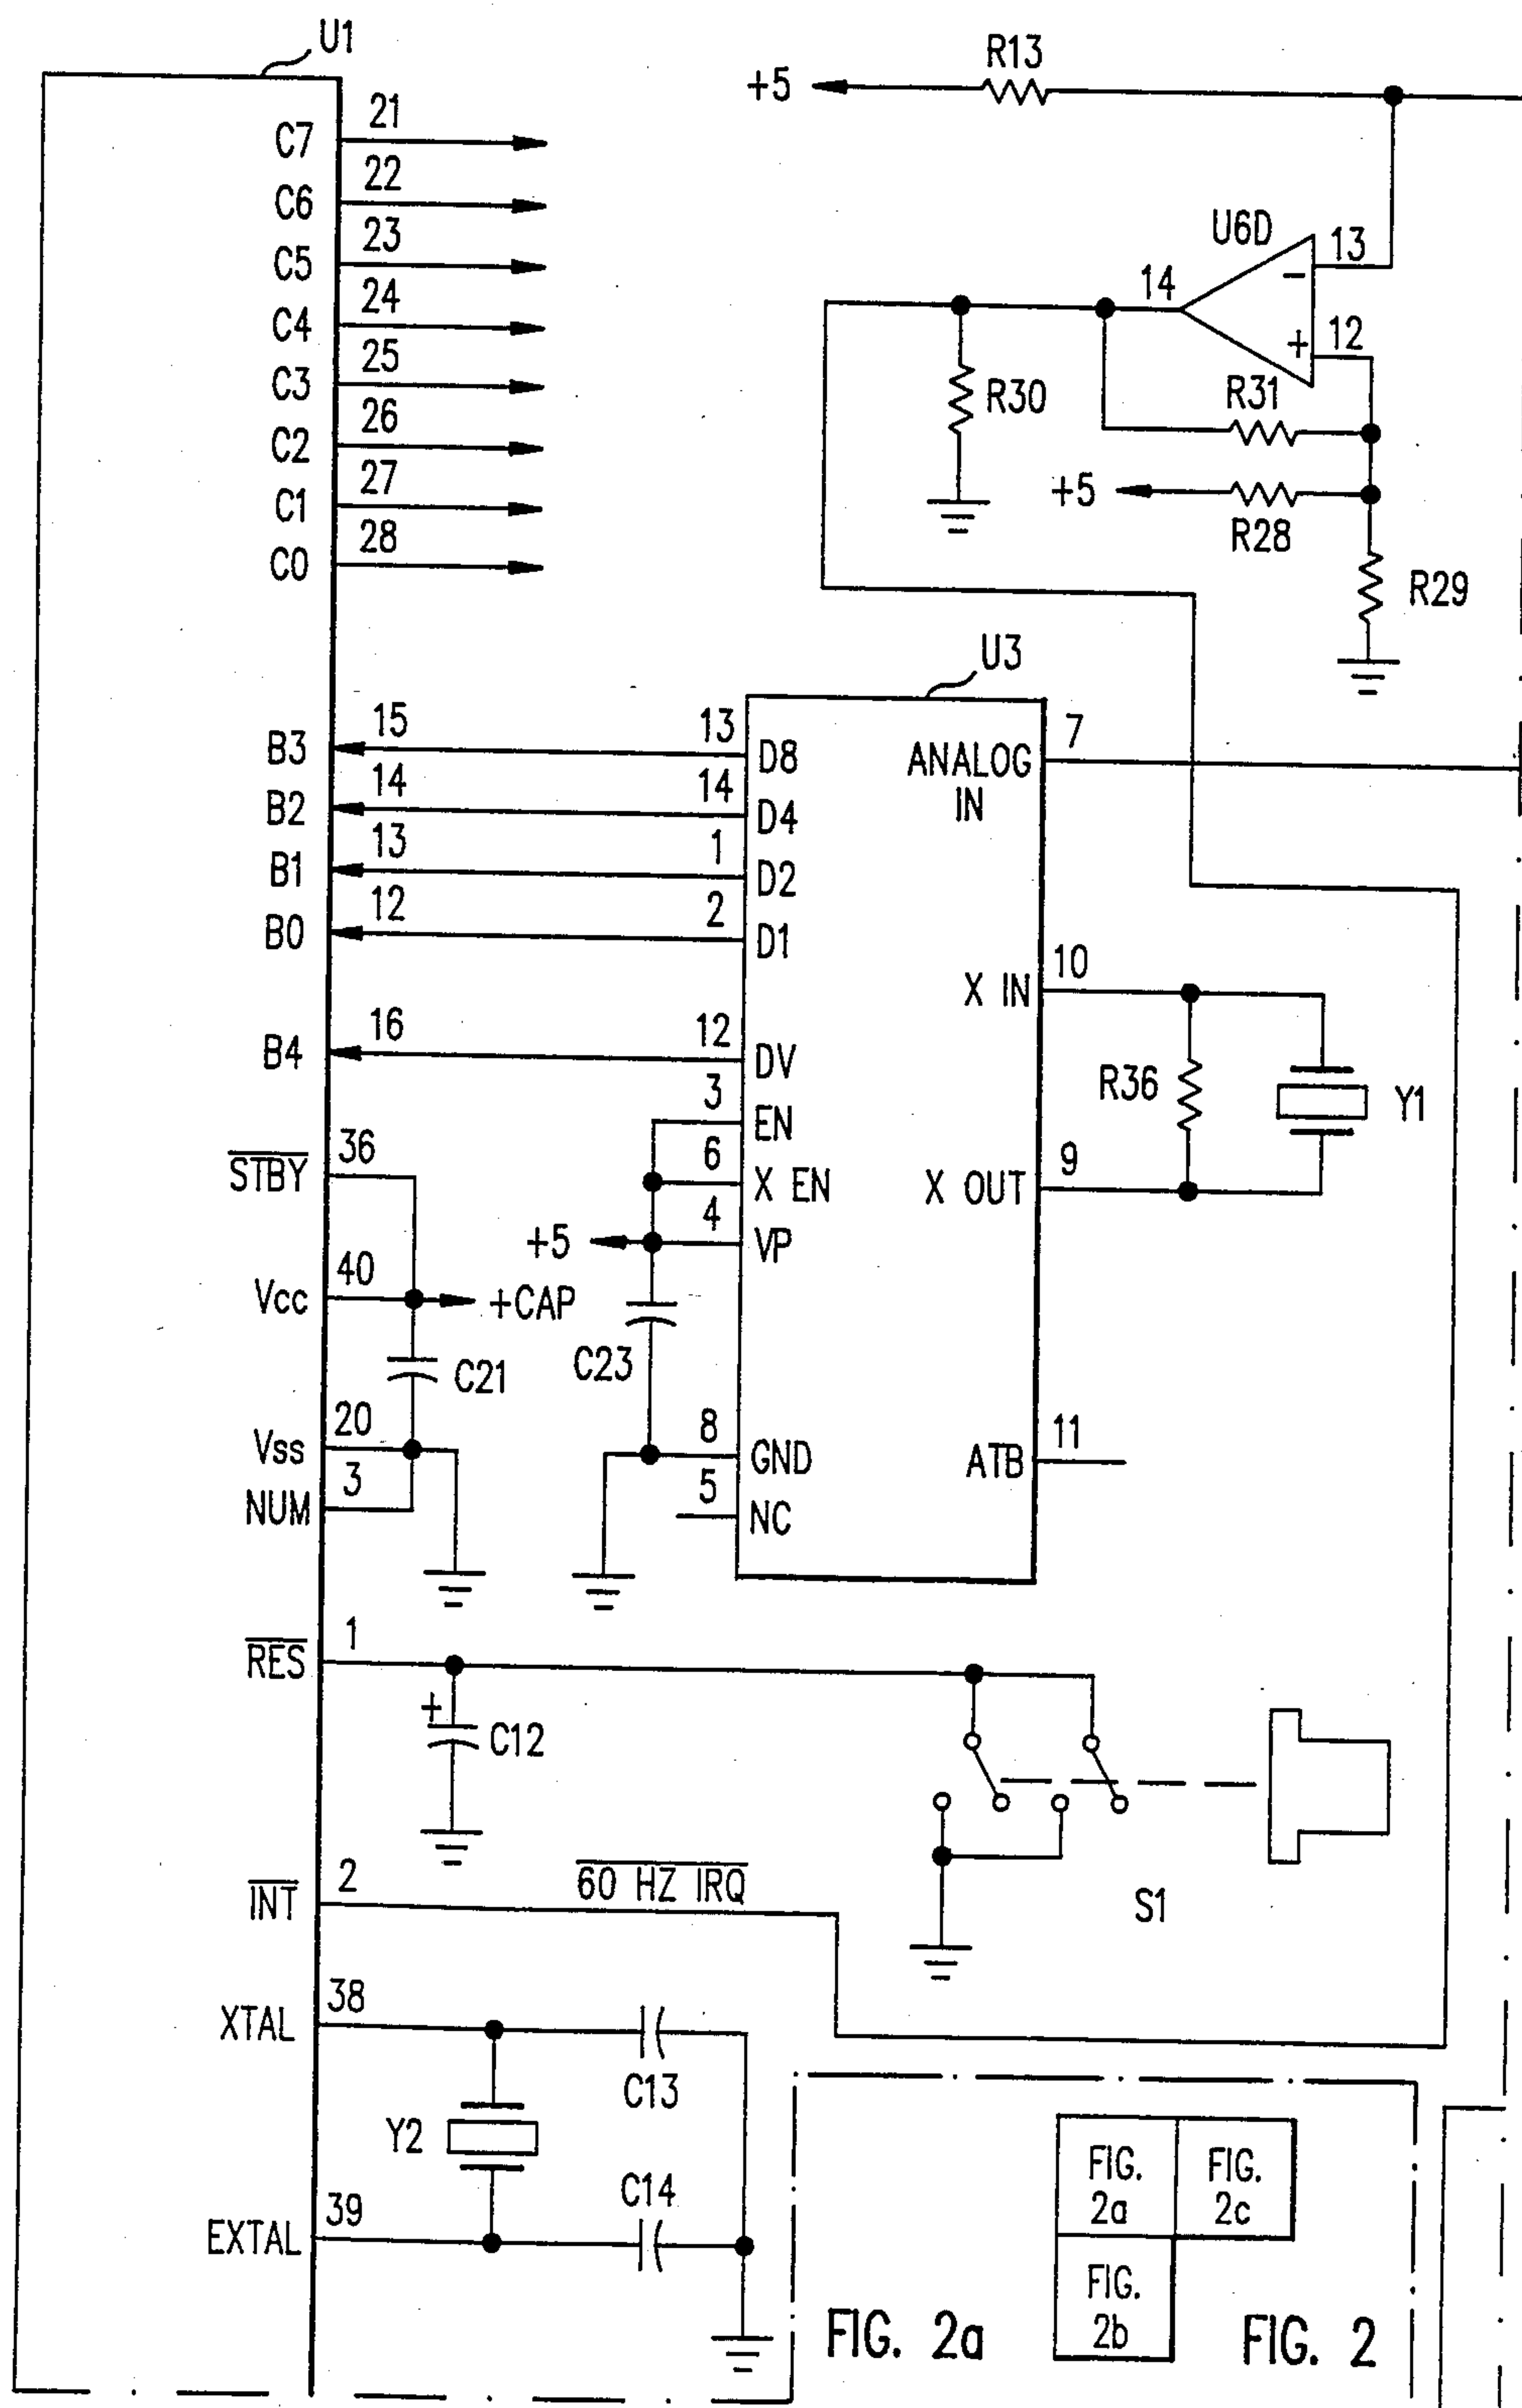 U1
C7 21
C6 22
C5 23
C4 24
C3 25
C2 26
C1 27
C0 28
B3 15
B2 14
B1 13
B0 12
B4 16
STBY 36
Vcc 40
+CAP
C21
Vss 20
NUM 3
RES 1
+
C12
INT 2
60 HZ IRQ
XTAL 38
C13
Y2
C14
EXTAL 39
+5
R13
U6D
14
- 13
+ 12
R30
R31
+5
R28
R29
U3
13 D8
14 D4
1 D2
2 D1
12 DV
3 EN
6 X EN
4 VP
+5
C23
8 GND
5 NC
ANALOG IN 7
X IN 10
R36
Y1
X OUT 9
ATB 11
S1
FIG. 2a
FIG. 2c
FIG. 2b
FIG. 2a
FIG. 2